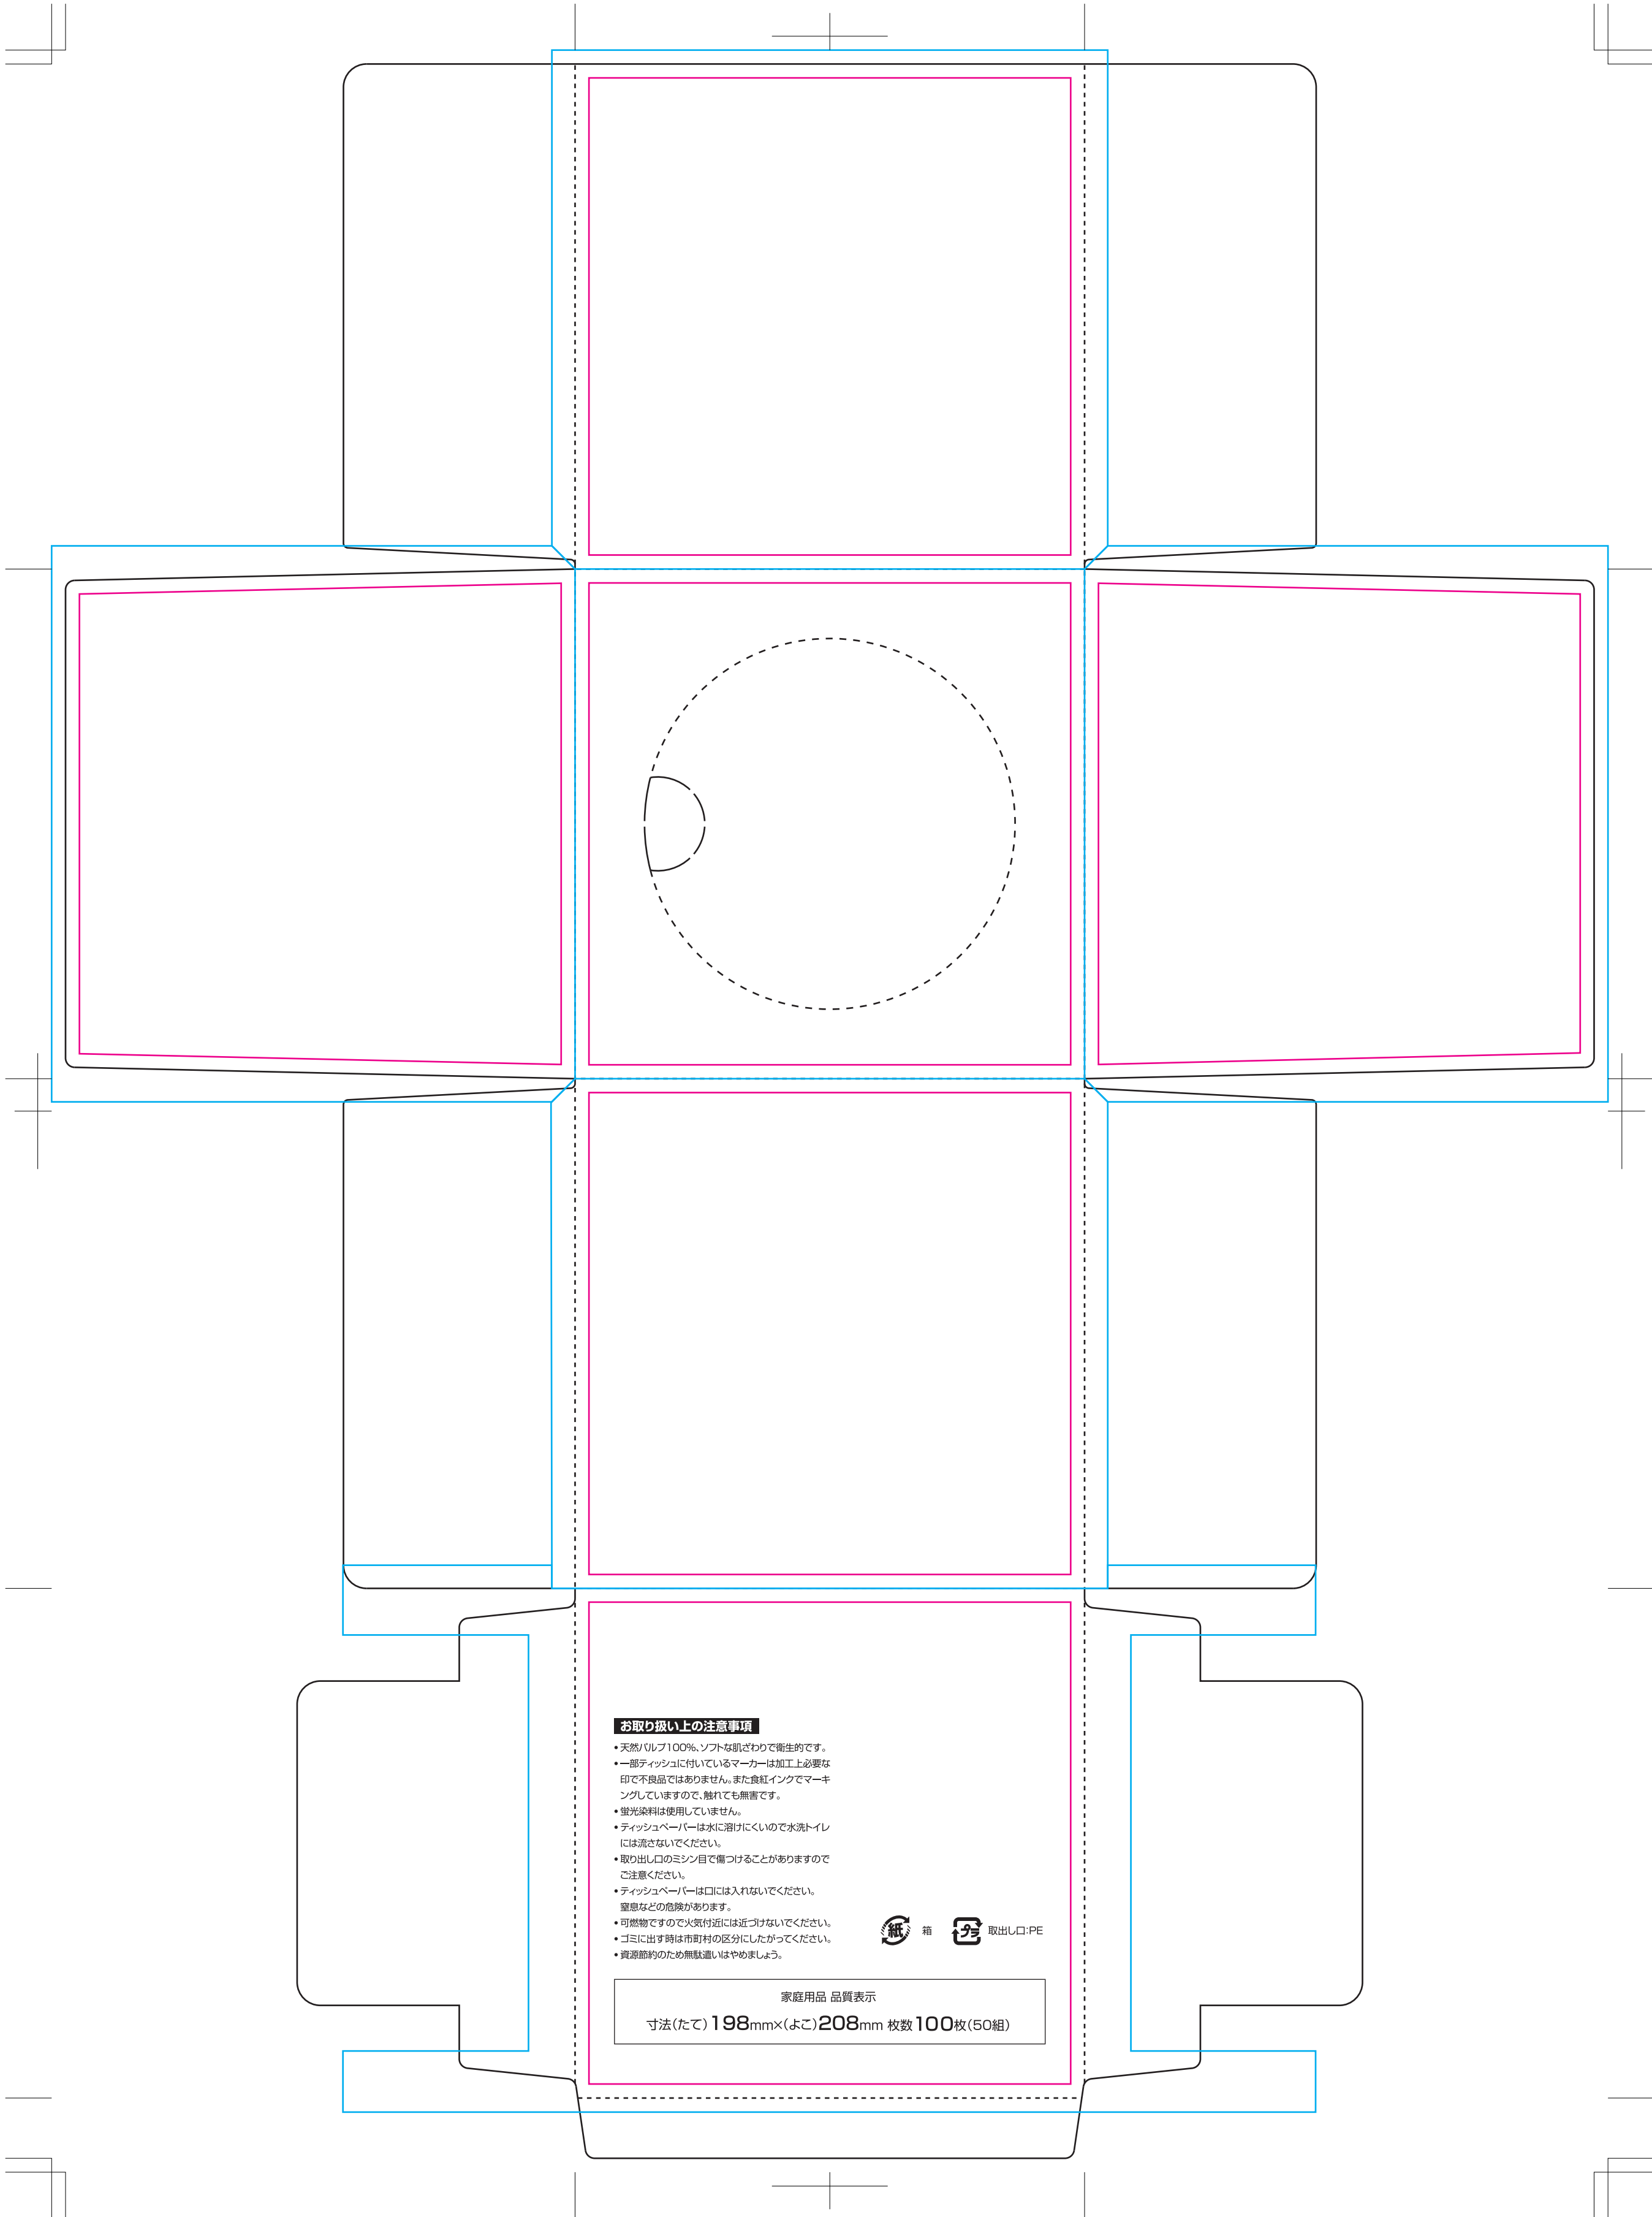 お取り扱い上の注意事項
•天然パルプ100%、ソフトな肌ざわりで衛生的です。
•一部ティッシュに付いているマーカーは加工上必要な
印で不良品ではありません。また食紅インクでマーキ
ングしていますので、触れても無害です。
•蛍光染料は使用していません。
•ティッシュペーパーは水に溶けにくいので水洗トイレ
には流さないでください。
•取り出し口のミシン目で傷つけることがありますので
ご注意ください。
•ティッシュペーパーは口には入れないでください。
窒息などの危険があります。
•可燃物ですので火気付近には近づけないでください。
•ゴミに出す時は市町村の区分にしたがってください。
•資源節約のため無駄遣いはやめましょう。
紙 箱 プラ 取出し口:PE
家庭用品 品質表示
寸法(たて)198mm×(よこ)208mm 枚数100枚(50組)